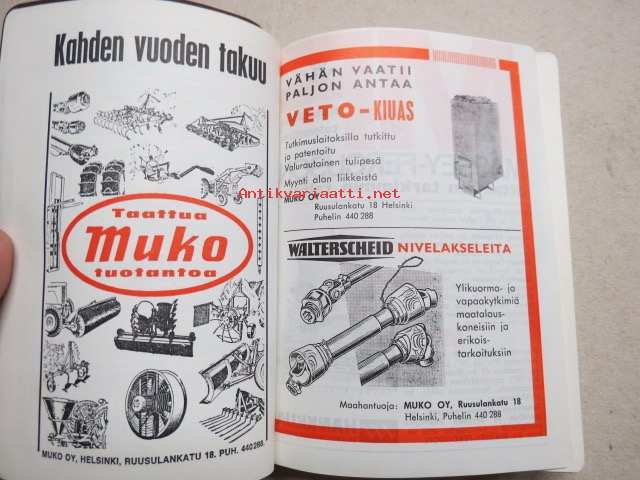 Kahden vuoden takuu
Taattua
Muko
tuotantoa
MUKO OY, HELSINKI, RUUSULANKATU 18. PUH. 440288.
VÄHÄN VAATII
PALJON ANTAA
VETO-KIUAS
Tutkimuslaitoksilla tutkittu
ja patentoitu
Valurautainen tulipesä
Myynti alan liikkeistä
MUKO OY
Ruusulankatu 18 Helsinki
Puhelin 440 288
Antikvariaatti.net
WALTERSCHEID NIVELAKSELEITA
Ylikuorma- ja
vapaakytkimiä
maatalous-
koneisiin ja
erikois-
tarkoituksiin
Maahantuoja: MUKO OY, Ruusulankatu 18
Helsinki, Puhelin 440 288